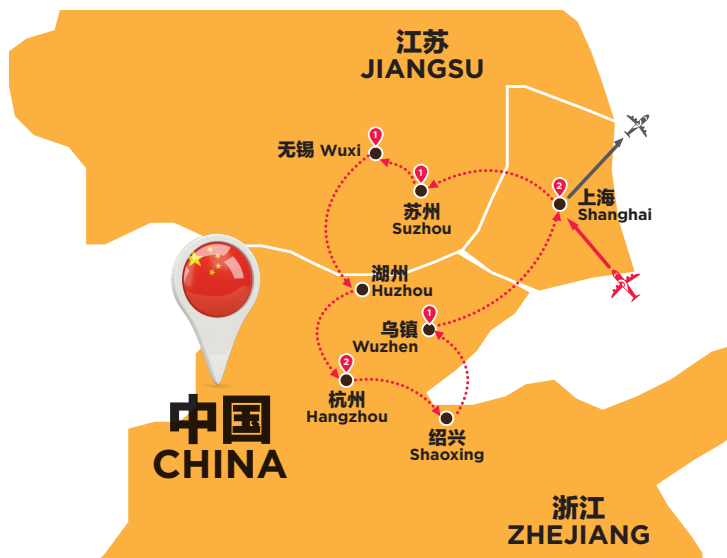 江苏
JIANGSU
1
无锡 Wuxi
1
苏州
Suzhou
2
上海
Shanghai
湖州
Huzhou
1
乌镇
Wuzhen
2
杭州
Hangzhou
绍兴
Shaoxing
中国
CHINA
浙江
ZHEJIANG